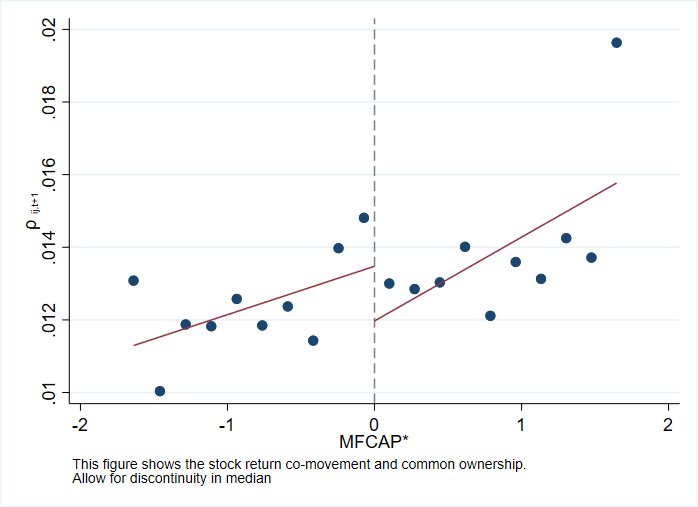 .02
.018
.016
.014
.012
.01
ρ ij,t+1
-2 -1 0 1 2
MFCAP*
This figure shows the stock return co-movement and common ownership.
Allow for discontinuity in median